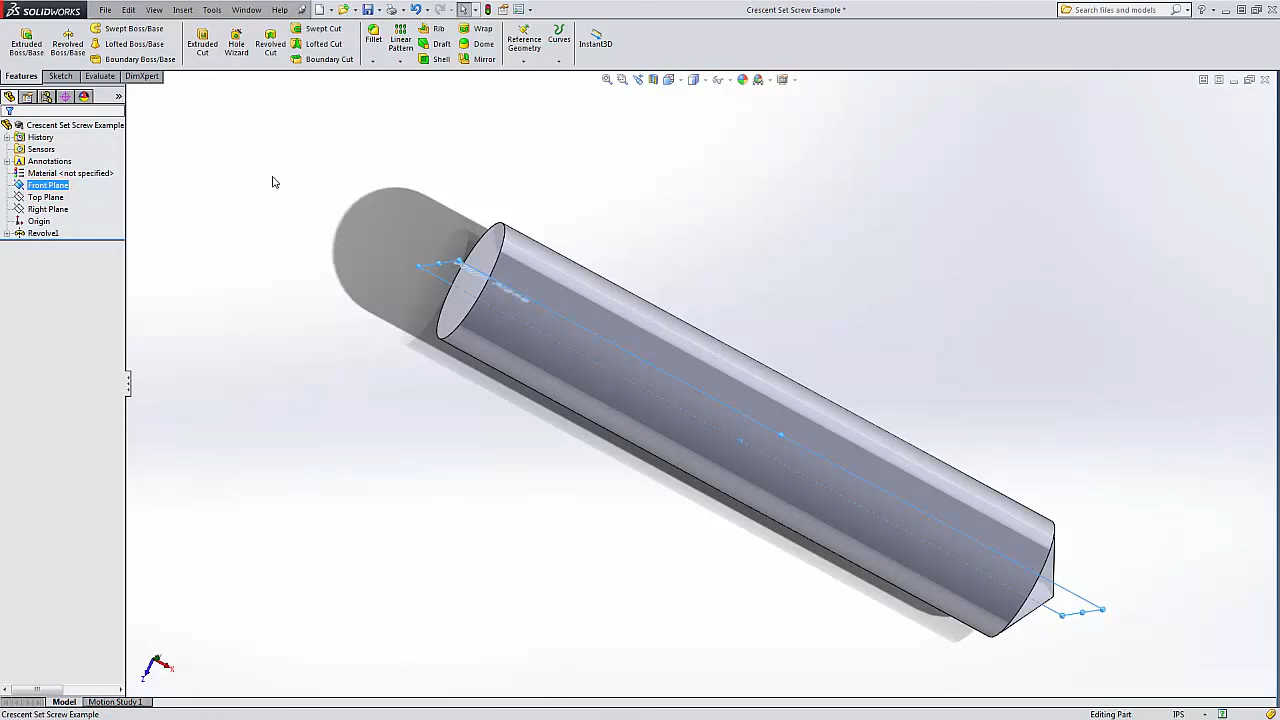 SOLIDWORKS
File Edit View Insert Tools Window Help
Crescent Set Screw Example *
Search files and models
Extruded Boss/Base
Revolved Boss/Base
Swept Boss/Base
Lofted Boss/Base
Boundary Boss/Base
Extruded Cut
Hole Wizard
Revolved Cut
Swept Cut
Lofted Cut
Boundary Cut
Fillet
Linear Pattern
Rib
Draft
Shell
Wrap
Dome
Mirror
Reference Geometry
Curves
Instant3D
Features Sketch Evaluate DimXpert
Crescent Set Screw Example
History
Sensors
Annotations
Material <not specified>
Front Plane
Top Plane
Right Plane
Origin
Revolve1
Z
X
Model Motion Study 1
Crescent Set Screw Example
Editing Part
IPS